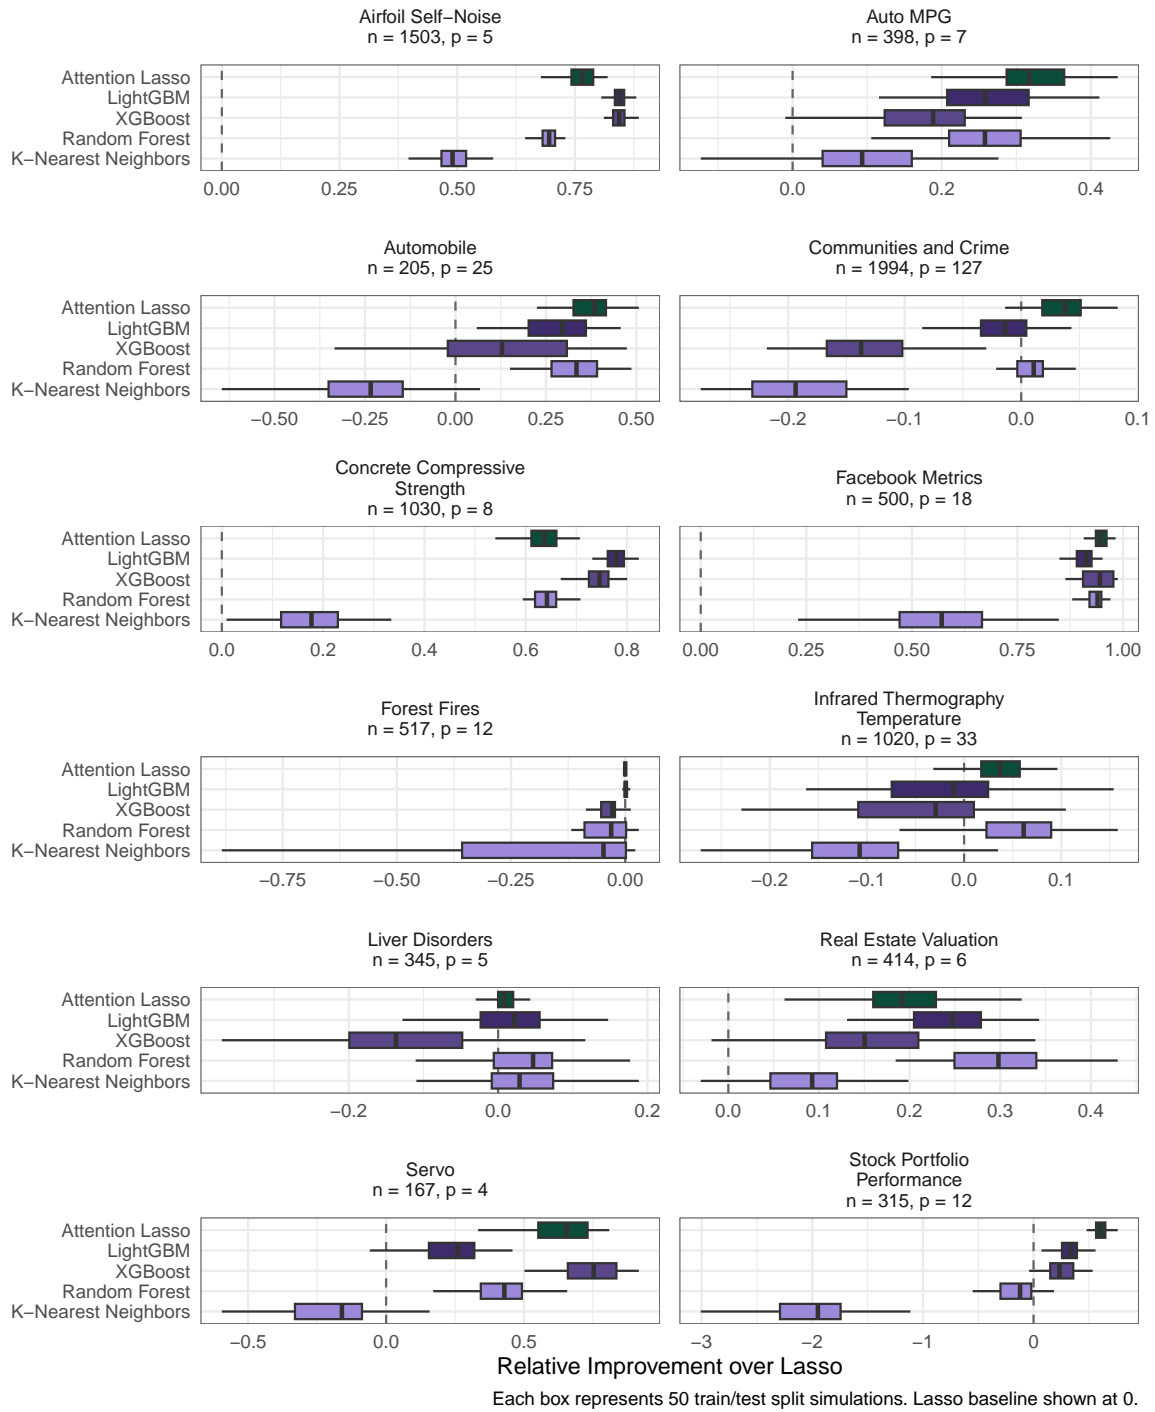 Airfoil Self−Noise
n = 1503, p = 5
Auto MPG
n = 398, p = 7
Attention Lasso
LightGBM
XGBoost
Random Forest
K−Nearest Neighbors
0.00 0.25 0.50 0.75
0.0 0.2 0.4
Automobile
n = 205, p = 25
Communities and Crime
n = 1994, p = 127
Attention Lasso
LightGBM
XGBoost
Random Forest
K−Nearest Neighbors
−0.50 −0.25 0.00 0.25 0.50
−0.2 −0.1 0.0 0.1
Concrete Compressive
Strength
n = 1030, p = 8
Facebook Metrics
n = 500, p = 18
Attention Lasso
LightGBM
XGBoost
Random Forest
K−Nearest Neighbors
0.0 0.2 0.4 0.6 0.8
0.00 0.25 0.50 0.75 1.00
Forest Fires
n = 517, p = 12
Infrared Thermography
Temperature
n = 1020, p = 33
Attention Lasso
LightGBM
XGBoost
Random Forest
K−Nearest Neighbors
−0.75 −0.50 −0.25 0.00
−0.2 −0.1 0.0 0.1
Liver Disorders
n = 345, p = 5
Real Estate Valuation
n = 414, p = 6
Attention Lasso
LightGBM
XGBoost
Random Forest
K−Nearest Neighbors
−0.2 0.0 0.2
0.0 0.1 0.2 0.3 0.4
Servo
n = 167, p = 4
Stock Portfolio
Performance
n = 315, p = 12
Attention Lasso
LightGBM
XGBoost
Random Forest
K−Nearest Neighbors
−0.5 0.0 0.5
−3 −2 −1 0
Relative Improvement over Lasso
Each box represents 50 train/test split simulations. Lasso baseline shown at 0.